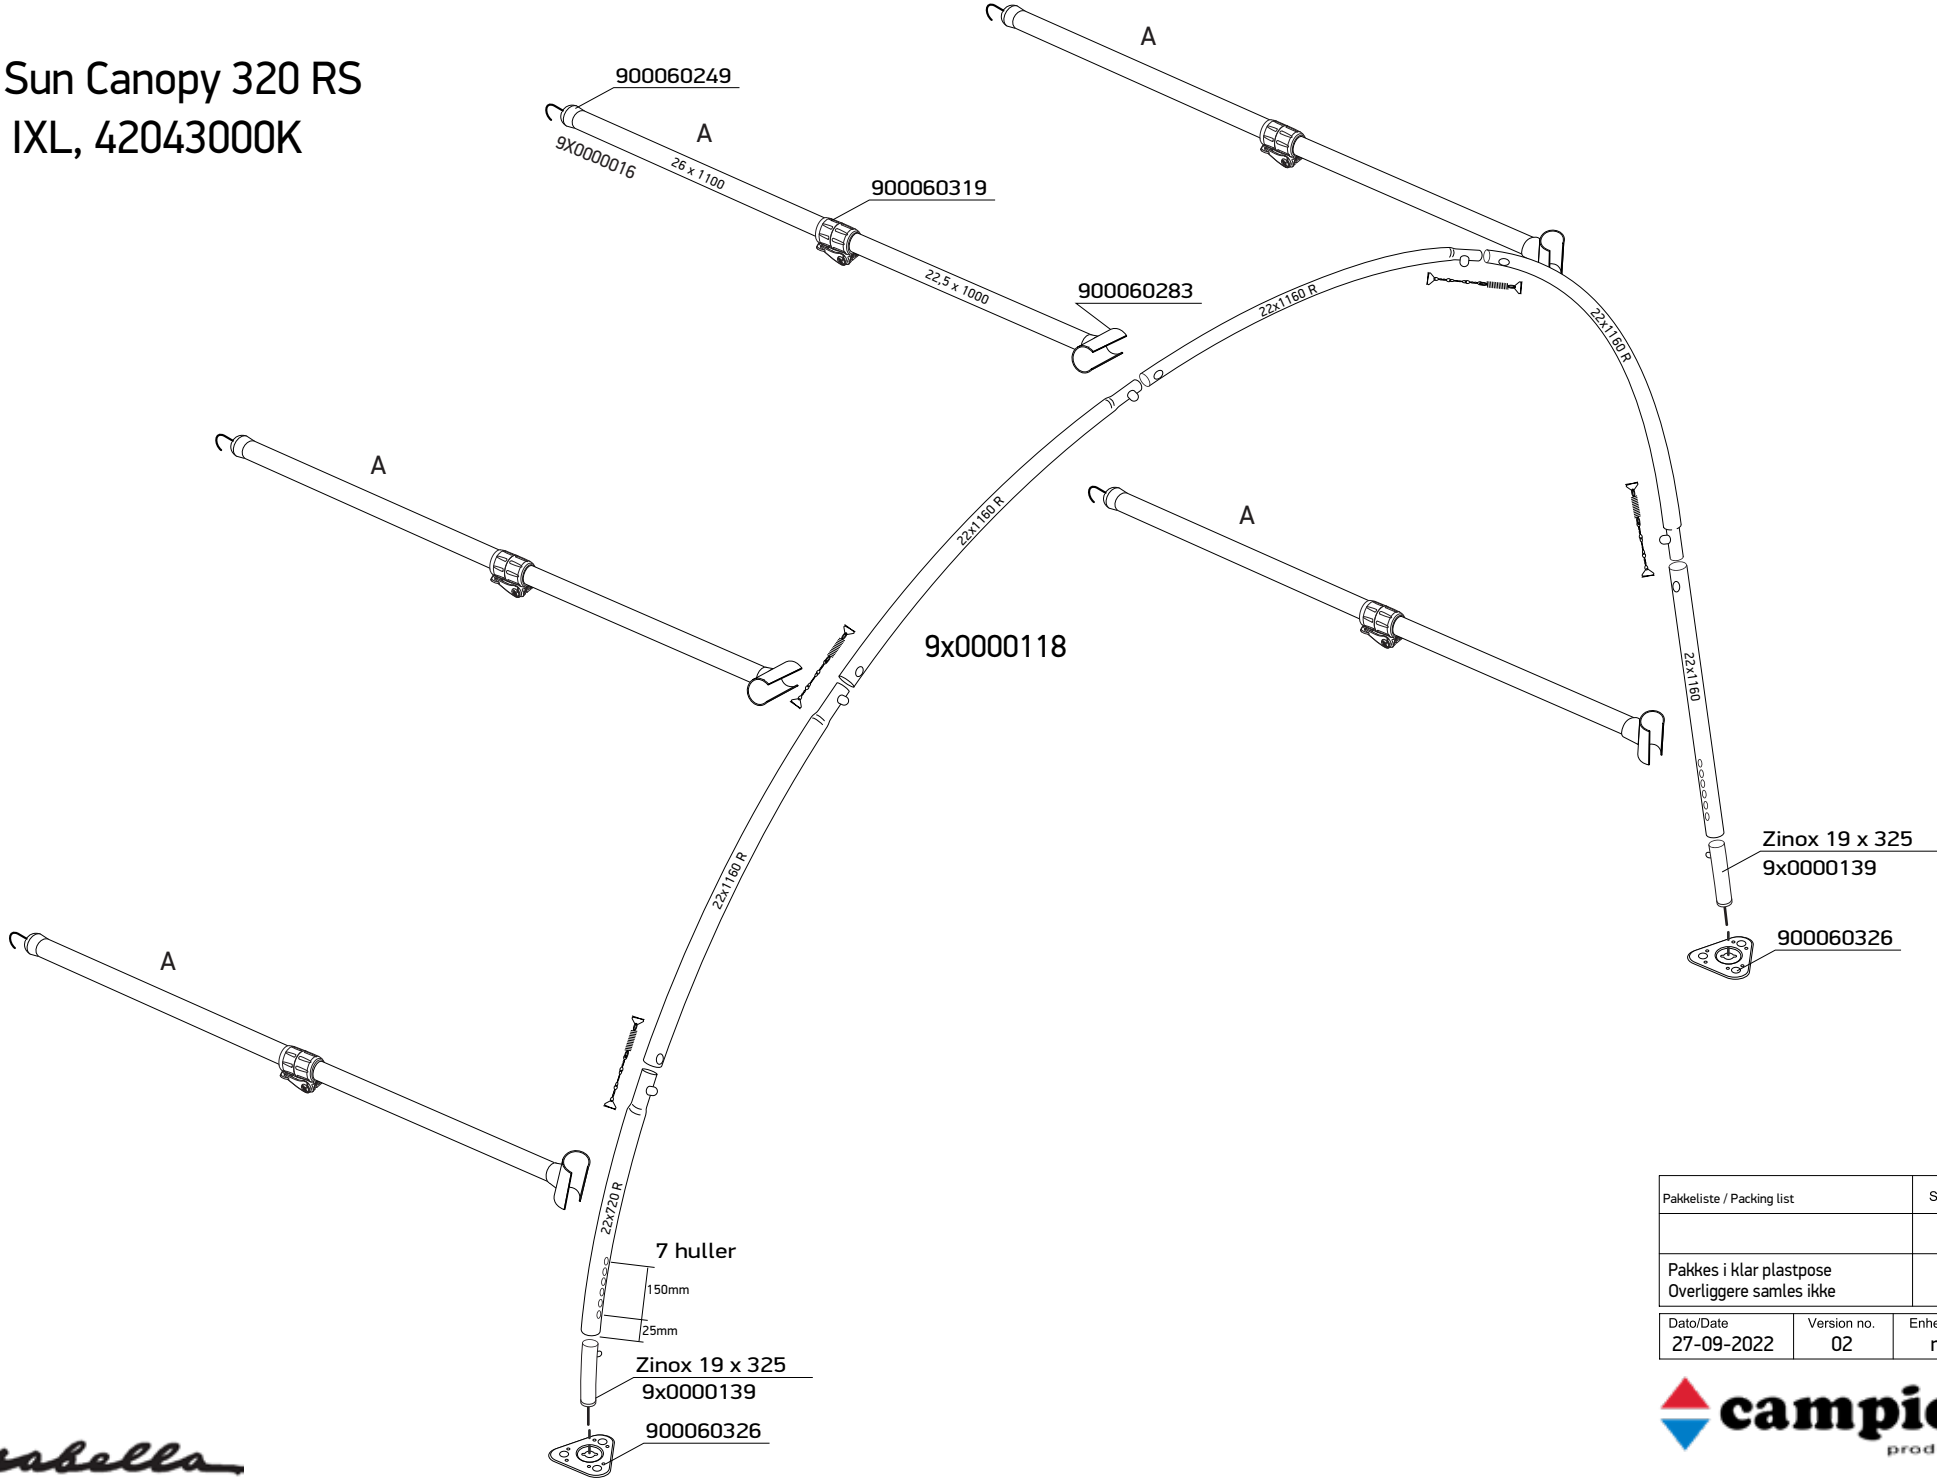 Sun Canopy 320 RS
IXL, 42043000K
900060249
A
9X0000016
26 x 1100
900060319
22,5 x 1000
900060283
A
22x1160 R
22x1160 R
A
22x1160 R
A
9x0000118
22x1160
22x1160 R
A
Zinox 19 x 325
9x0000139
900060326
22x720 R
7 huller
150mm
25mm
Zinox 19 x 325
9x0000139
900060326
Pakkeliste / Packing list
Pakkes i klar plastpose
Overliggere samles ikke
Dato/Date
Version no.
27-09-2022
02